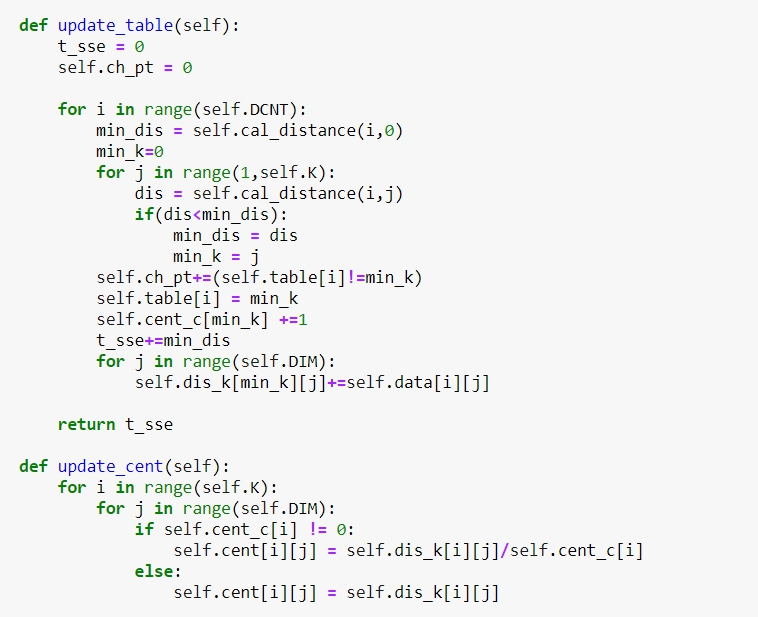 def update_table(self):
    t_sse = 0
    self.ch_pt = 0

    for i in range(self.DCNT):
        min_dis = self.cal_distance(i,0)
        min_k=0
        for j in range(1,self.K):
            dis = self.cal_distance(i,j)
            if(dis<min_dis):
                min_dis = dis
                min_k = j
        self.ch_pt+=(self.table[i]!=min_k)
        self.table[i] = min_k
        self.cent_c[min_k] +=1
        t_sse+=min_dis
        for j in range(self.DIM):
            self.dis_k[min_k][j]+=self.data[i][j]

    return t_sse

def update_cent(self):
    for i in range(self.K):
        for j in range(self.DIM):
            if self.cent_c[i] != 0:
                self.cent[i][j] = self.dis_k[i][j]/self.cent_c[i]
            else:
                self.cent[i][j] = self.dis_k[i][j]